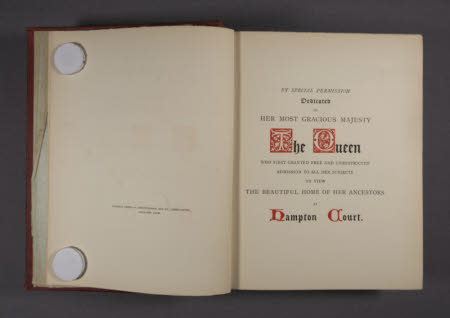 BY SPECIAL PERMISSION
Dedicated
TO
HER MOST GRACIOUS MAJESTY
The Queen
WHO FIRST GRANTED FREE AND UNRESTRICTED
ADMISSION TO ALL HER SUBJECTS
TO VIEW
THE BEAUTIFUL HOME OF HER ANCESTORS
AT
Hampton Court.